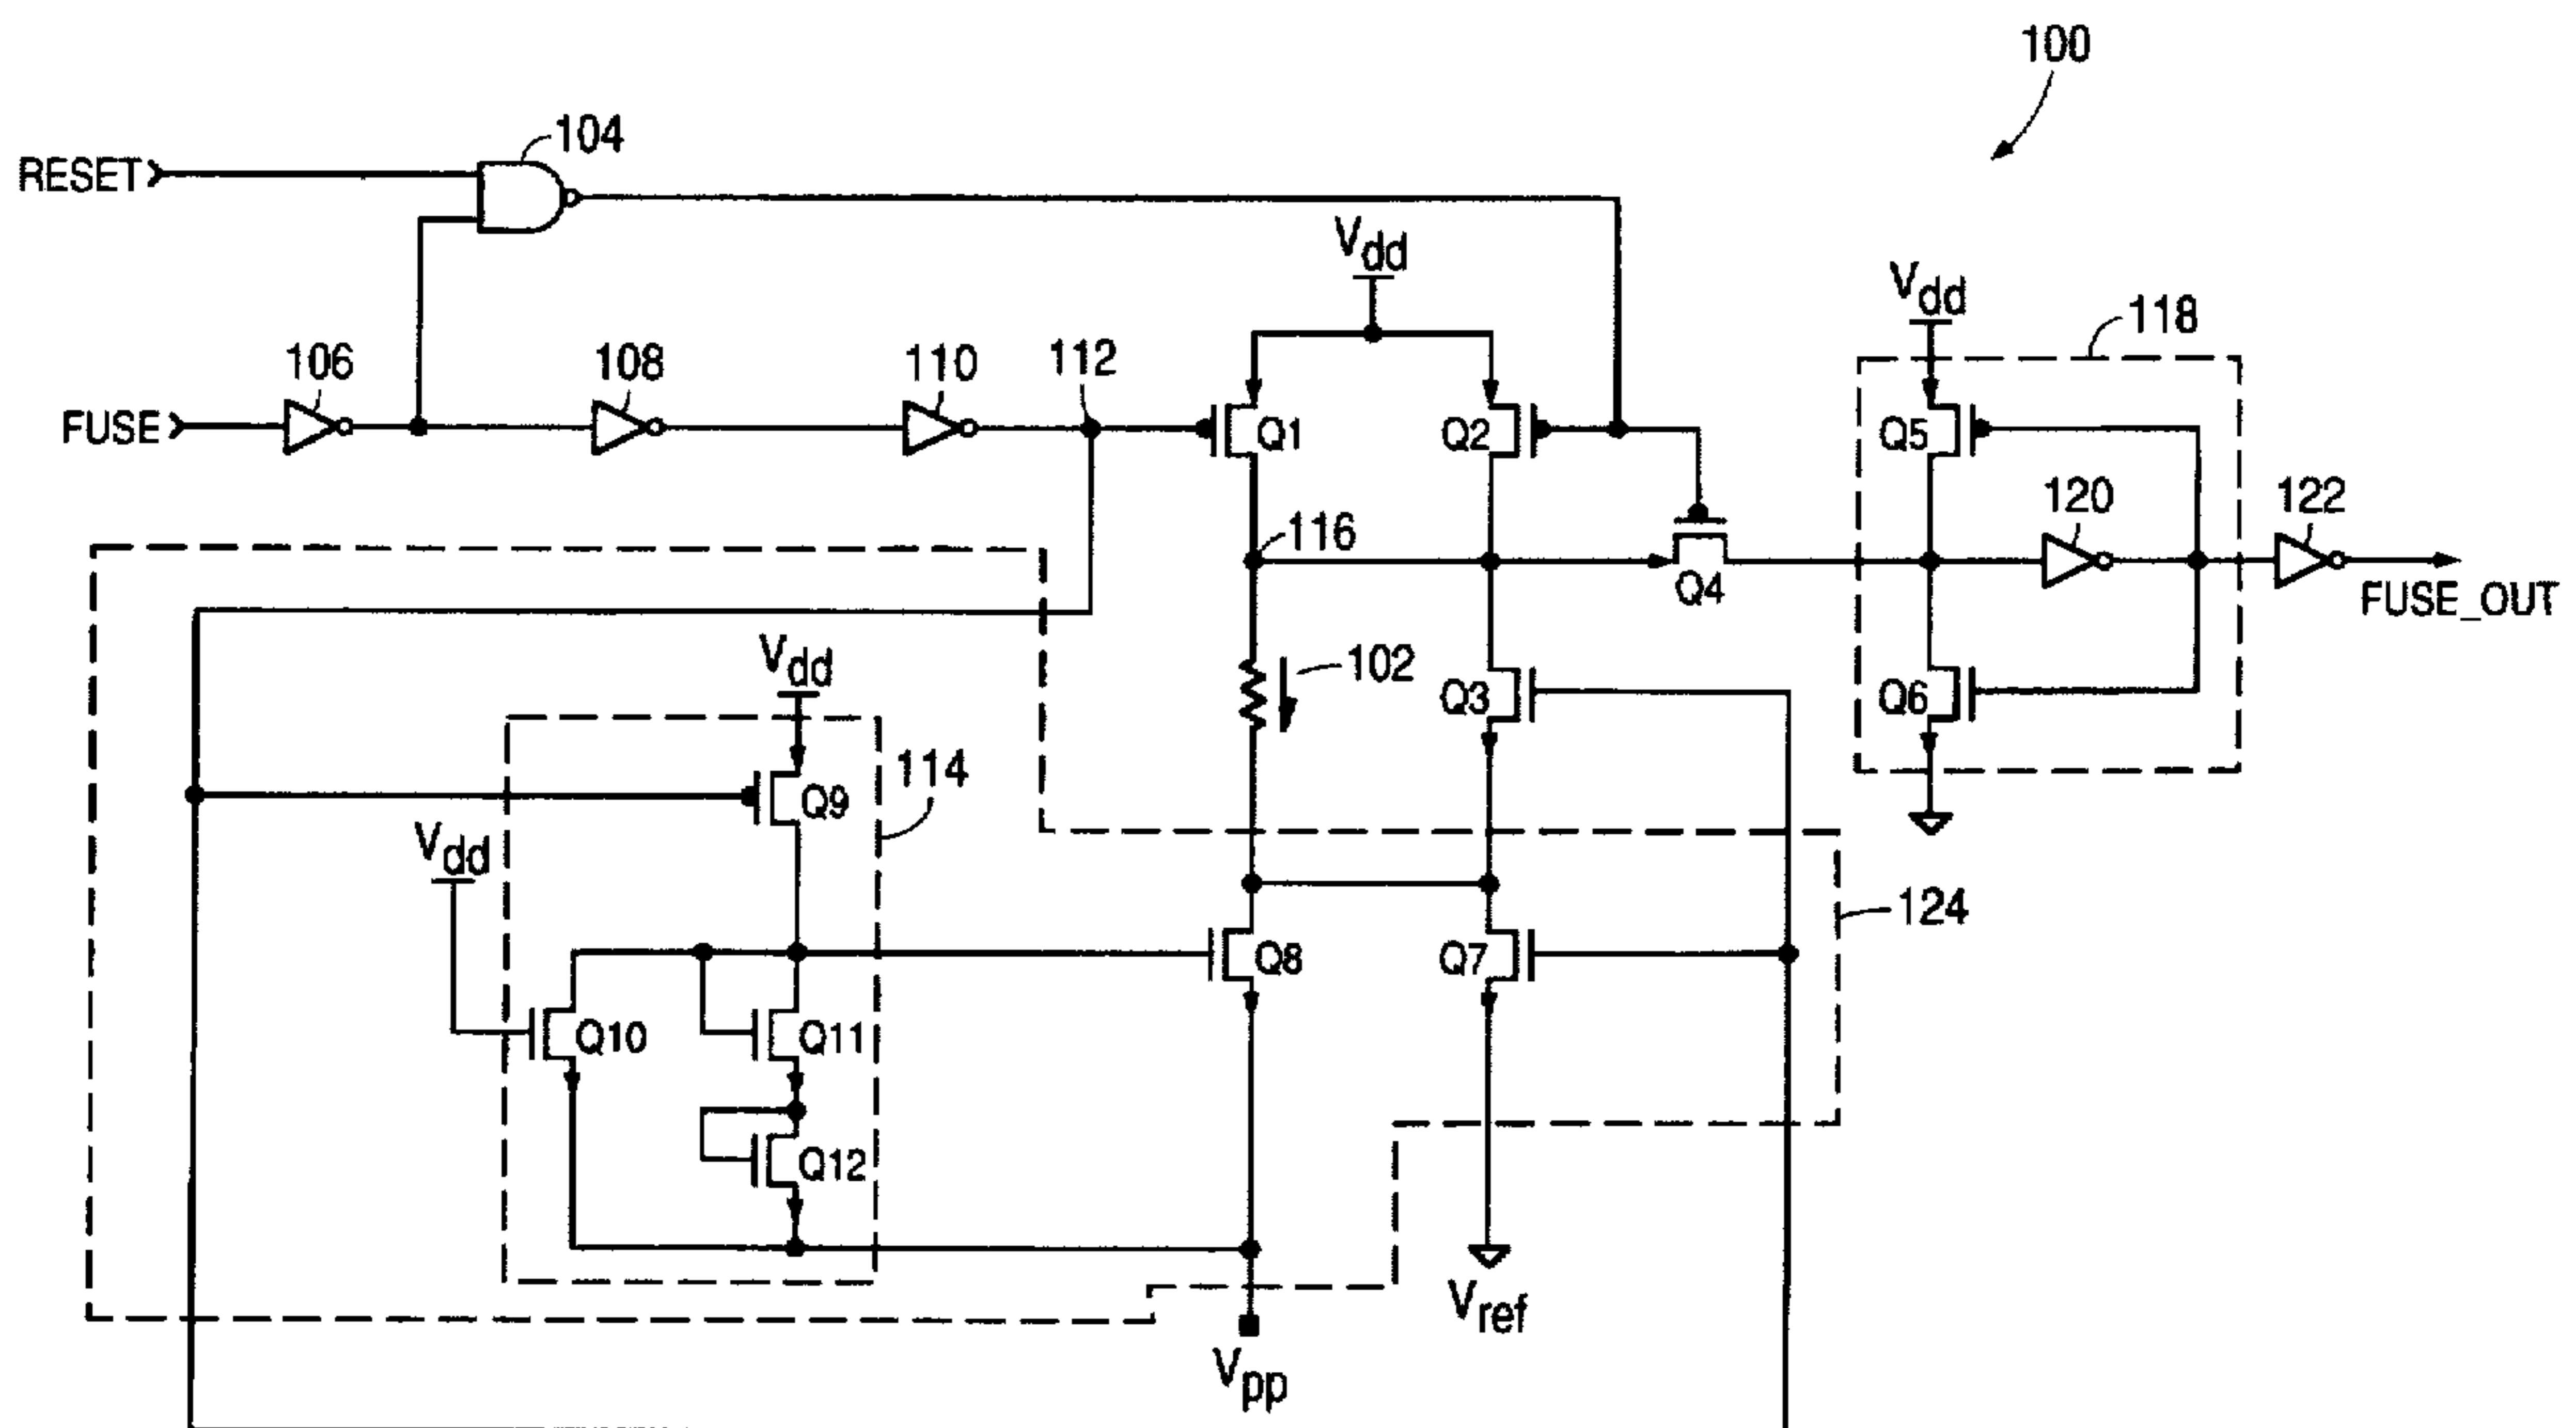 100
104
RESET
Vdd
Vdd
118
106
108
110
112
FUSE
Q1
Q2
Q5
120
122
116
Q4
FUSE_OUT
Vdd
102
Q3
Q6
114
Q9
Vdd
124
Q8
Q7
Q10
Q11
Q12
Vref
Vpp